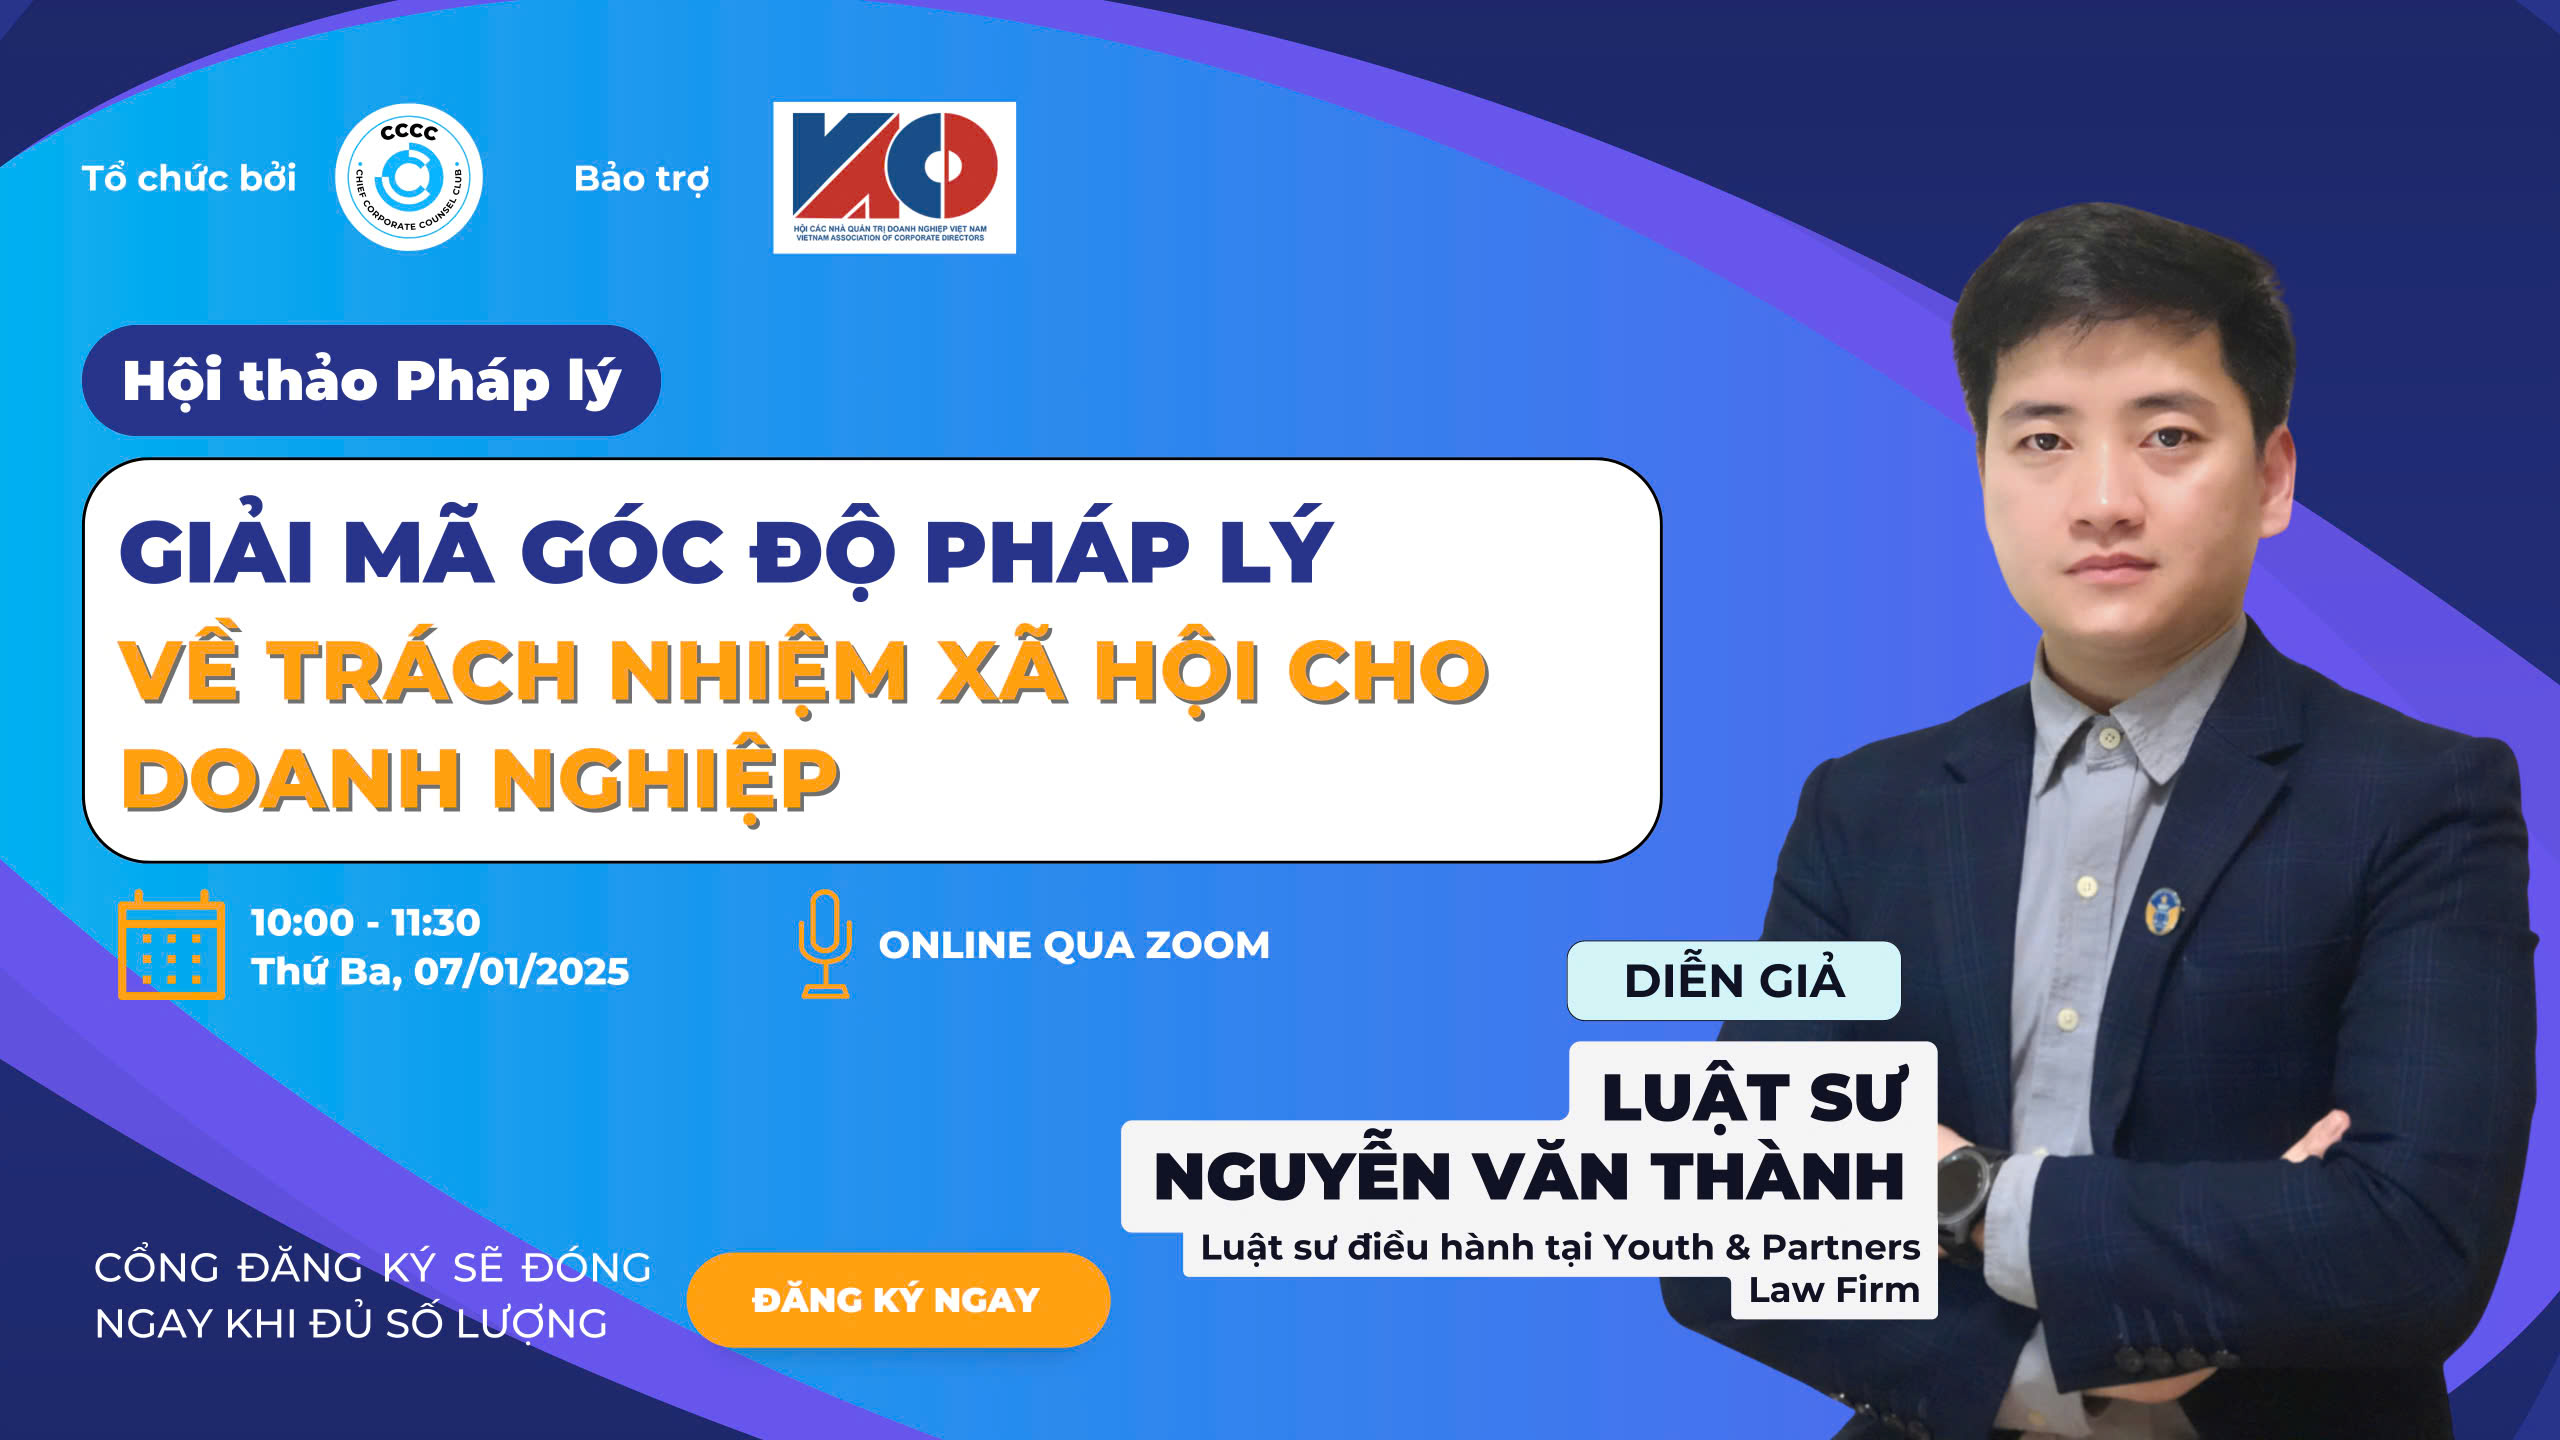 Tổ chức bởi
CCCC
CHIEF CORPORATE COUNSEL CLUB
Bảo trợ
VACD
HỘI CÁC NHÀ QUẢN TRỊ DOANH NGHIỆP VIỆT NAM
VIETNAM ASSOCIATION OF CORPORATE DIRECTORS
Hội thảo Pháp lý
GIẢI MÃ GÓC ĐỘ PHÁP LÝ
VỀ TRÁCH NHIỆM XÃ HỘI CHO
DOANH NGHIỆP
10:00 - 11:30
Thứ Ba, 07/01/2025
ONLINE QUA ZOOM
DIỄN GIẢ
LUẬT SƯ
NGUYỄN VĂN THÀNH
Luật sư điều hành tại Youth & Partners
Law Firm
CỔNG ĐĂNG KÝ SẼ ĐÓNG
NGAY KHI ĐỦ SỐ LƯỢNG
ĐĂNG KÝ NGAY